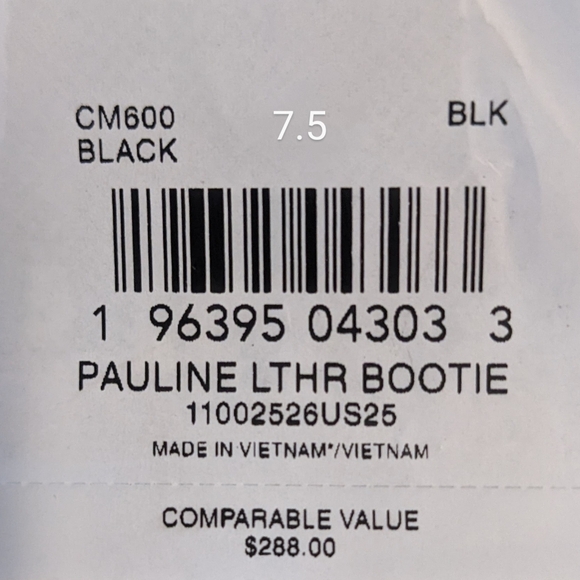 CM600 7.5 BLK
BLACK
1 96395 04303 3
PAULINE LTHR BOOTIE
11002526US25
MADE IN VIETNAM*/VIETNAM
COMPARABLE VALUE
$288.00